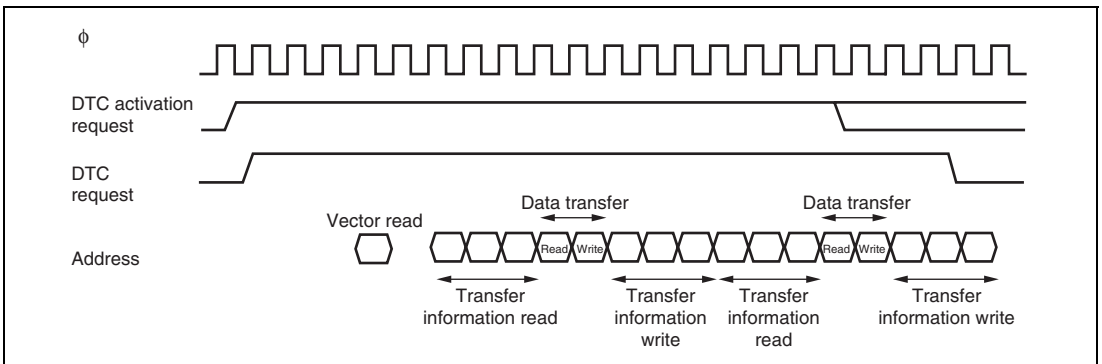 ϕ
DTC activation
request
DTC
request
Data transfer
Data transfer
Vector read
Address
Read
Write
Read
Write
Transfer
information read
Transfer
information
write
Transfer
information
read
Transfer
information write